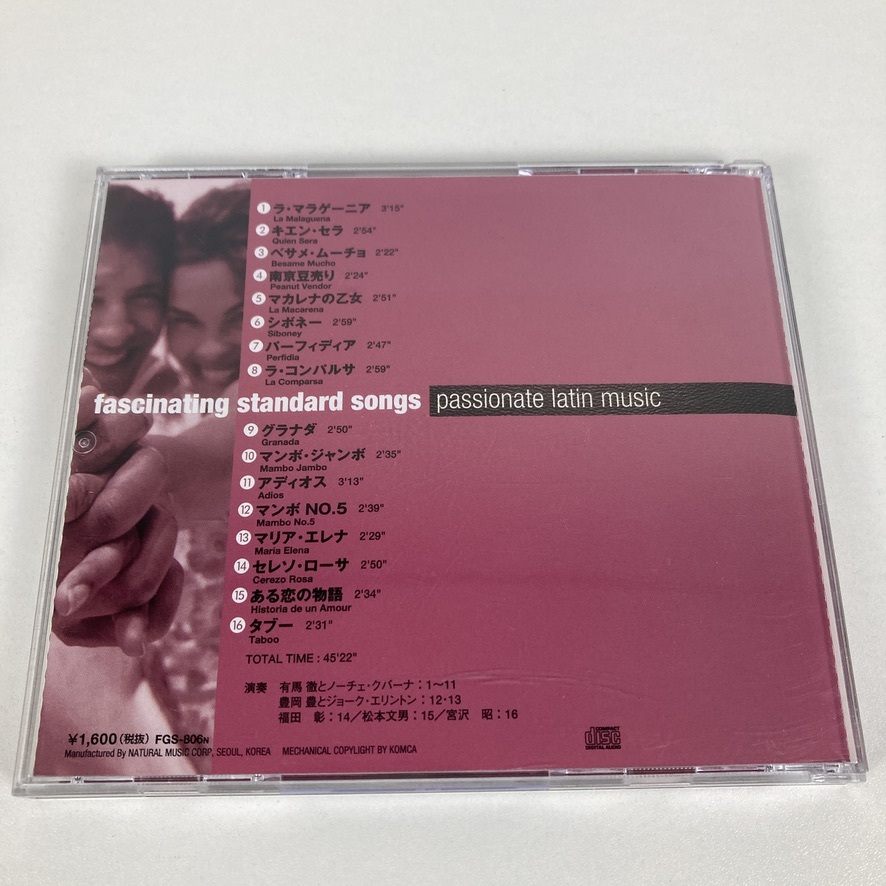 1 ラ・マラゲーニア 3'15"
La Malaguena
2 キエン・セラ 2'54"
Quien Sera
3 ベサメ・ムーチョ 2'22"
Besame Mucho
4 南京豆売り 2'24"
Peanut Vendor
5 マカレナの乙女 2'51"
La Macarena
6 シボネー 2'59"
Siboney
7 パーフィディア 2'47"
Perfidia
8 ラ・コンパルサ 2'59"
La Comparsa
fascinating standard songs passionate latin music
9 グラナダ 2'50"
Granada
10 マンボ・ジャンボ 2'35"
Mambo Jambo
11 アディオス 3'13"
Adios
12 マンボ NO.5 2'39"
Mambo No.5
13 マリア・エレナ 2'29"
Maria Elena
14 セレソ・ローサ 2'50"
Cerezo Rosa
15 ある恋の物語 2'34"
Historia de un Amour
16 タブー 2'31"
Taboo
TOTAL TIME : 45'22"
演奏 有馬 徹とノーチェ・クバーナ：1〜11
豊岡 豊とジョーク・エリントン：12・13
福田 彰：14／松本文男：15／宮沢 昭：16
¥1,600(税抜) FGS-806N
Manufactured By NATURAL MUSIC CORP, SEOUL, KOREA MECHANICAL COPYLIGHT BY KOMCA
COMPACT
disc
DIGITAL AUDIO